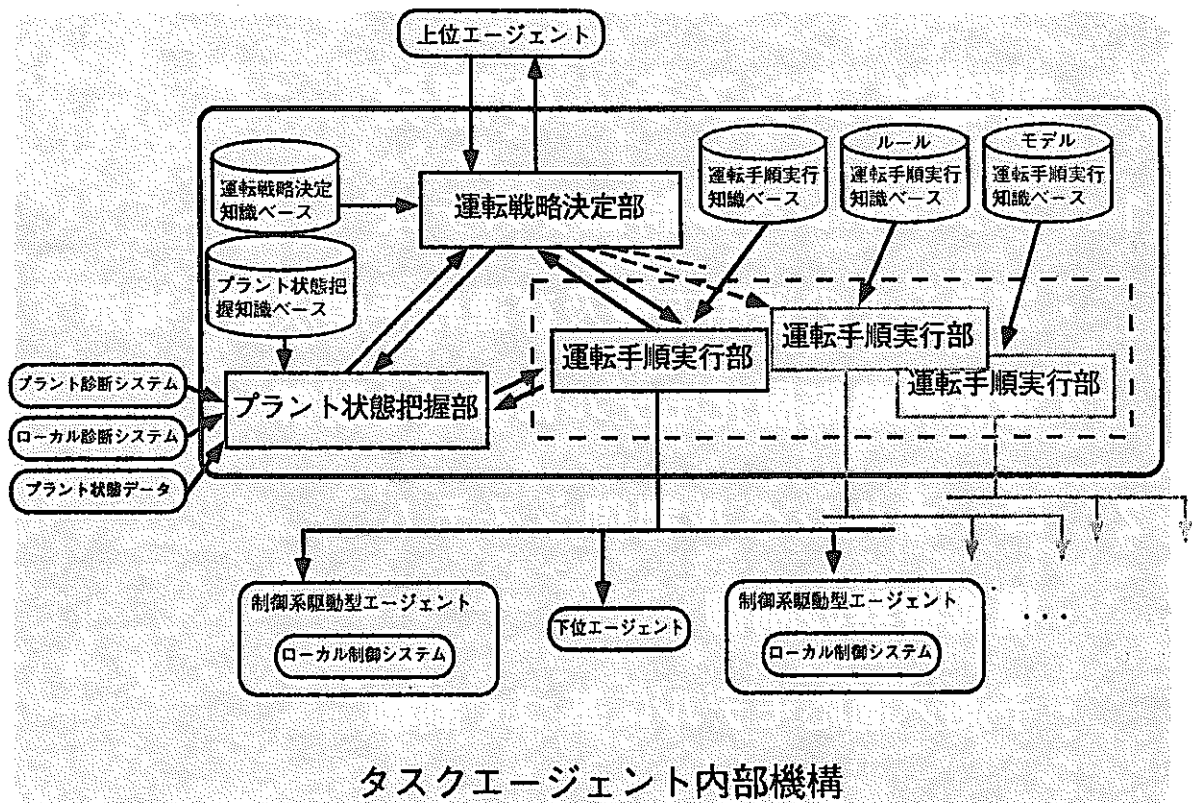 上位エージェント
運転戦略決定
知識ベース
運転戦略決定部
運転手順実行
知識ベース
ルール
運転手順実行
知識ベース
モデル
運転手順実行
知識ベース
プラント状態把
握知識ベース
運転手順実行部
運転手順実行部
運転手順実行部
プラント診断システム
ローカル診断システム
プラント状態データ
プラント状態把握部
制御系駆動型エージェント
ローカル制御システム
下位エージェント
制御系駆動型エージェント
ローカル制御システム
...
タスクエージェント内部機構